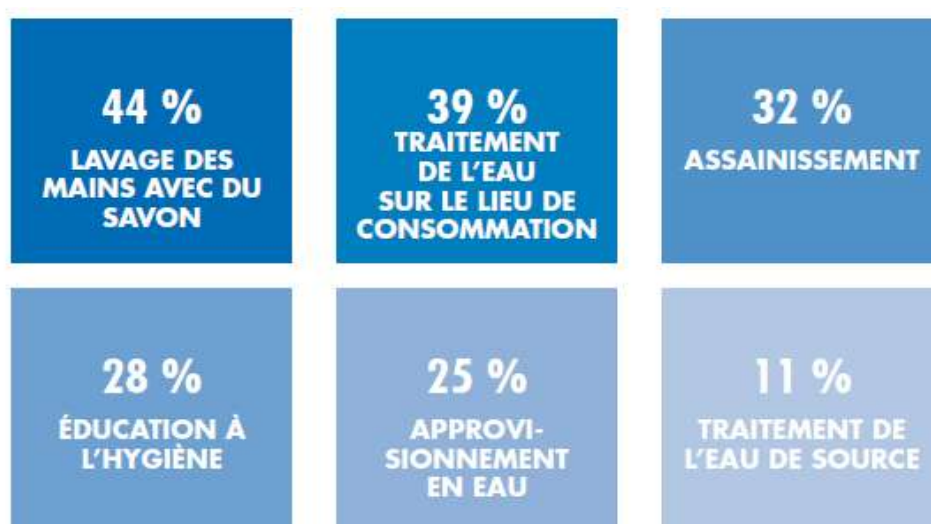 44 %
LAVAGE DES
MAINS AVEC DU
SAVON
39 %
TRAITEMENT
DE L'EAU
SUR LE LIEU DE
CONSOMMATION
32 %
ASSAINISSEMENT
28 %
ÉDUCATION À
L'HYGIÈNE
25 %
APPROVI-
SIONNEMENT
EN EAU
11 %
TRAITEMENT DE
L'EAU DE SOURCE